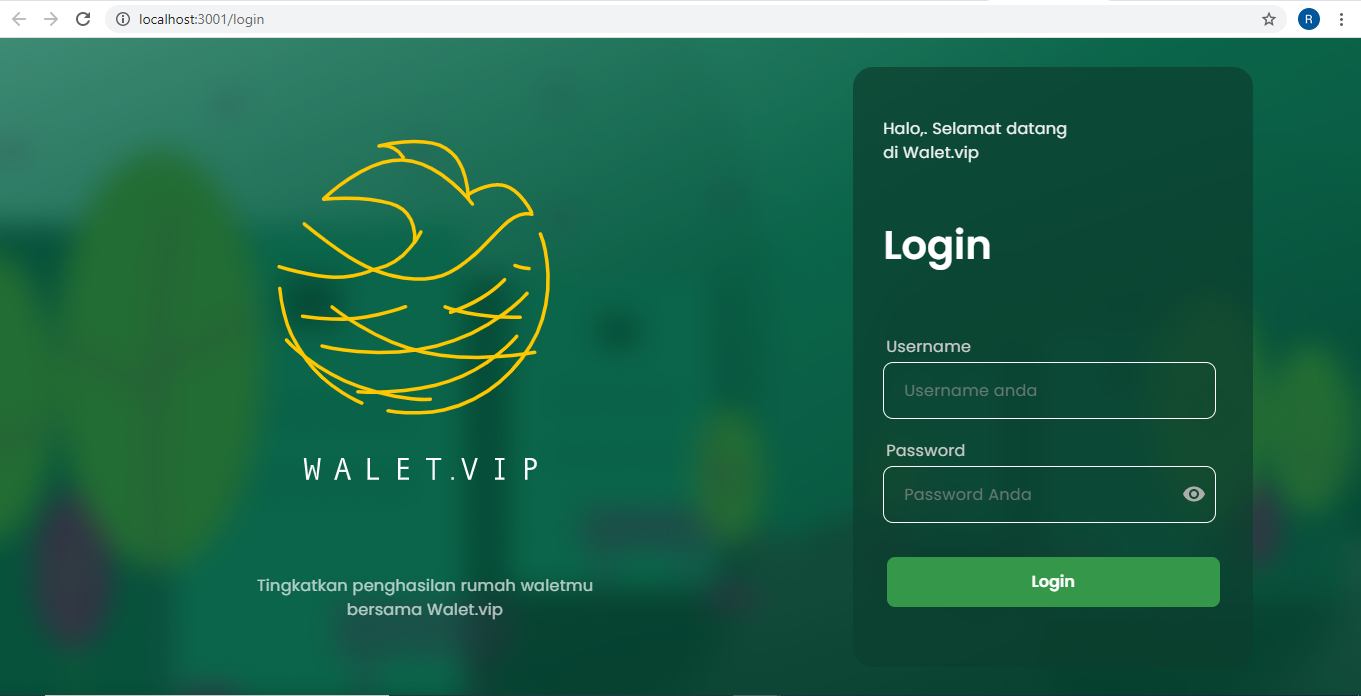 localhost:3001/login
R
WALET.VIP
Tingkatkan penghasilan rumah waletmu
bersama Walet.vip
Halo,. Selamat datang
di Walet.vip
Login
Username
Username anda
Password
Password Anda
Login